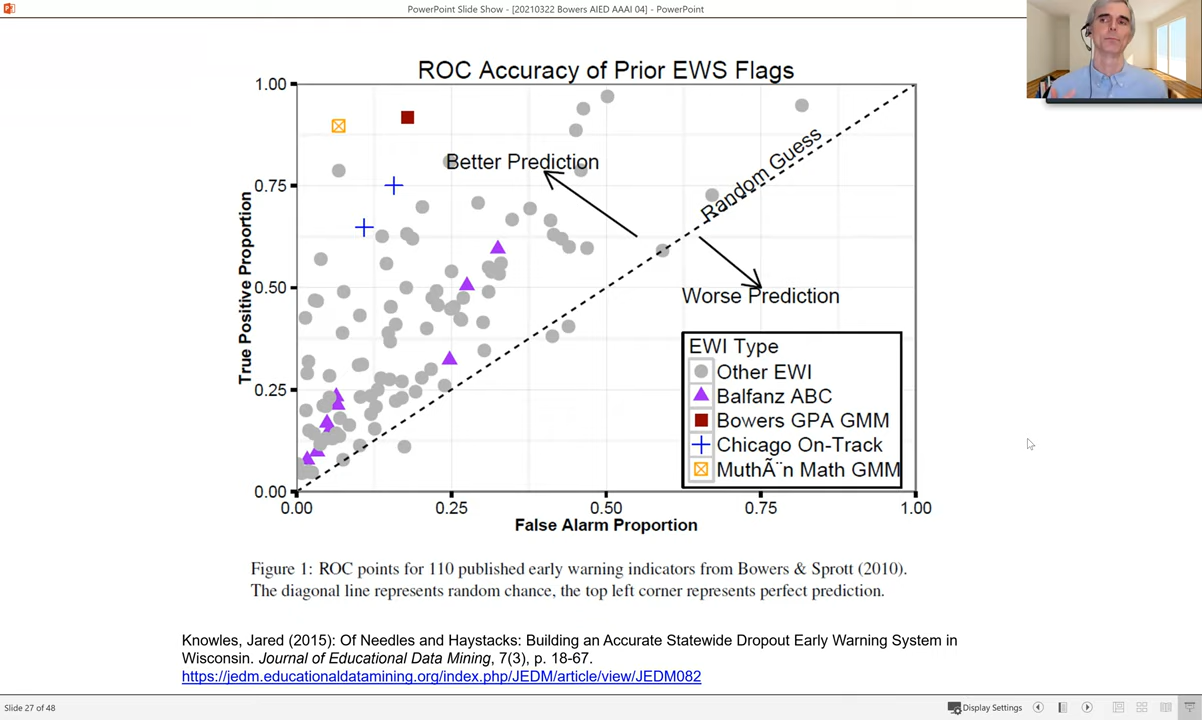 PowerPoint Slide Show - [20210322 Bowers AIED AAAI 04] - PowerPoint
ROC Accuracy of Prior EWS Flags
1.00
0.75
0.50
0.25
0.00
True Positive Proportion
Better Prediction
Random Guess
Worse Prediction
EWI Type
Other EWI
Balfanz ABC
Bowers GPA GMM
Chicago On-Track
MuthÃ¨n Math GMM
0.00 0.25 0.50 0.75 1.00
False Alarm Proportion
Figure 1: ROC points for 110 published early warning indicators from Bowers & Sprott (2010).
The diagonal line represents random chance, the top left corner represents perfect prediction.
Knowles, Jared (2015): Of Needles and Haystacks: Building an Accurate Statewide Dropout Early Warning System in
Wisconsin. Journal of Educational Data Mining, 7(3), p. 18-67.
https://jedm.educationaldatamining.org/index.php/JEDM/article/view/JEDM082
Slide 27 of 48
Display Settings